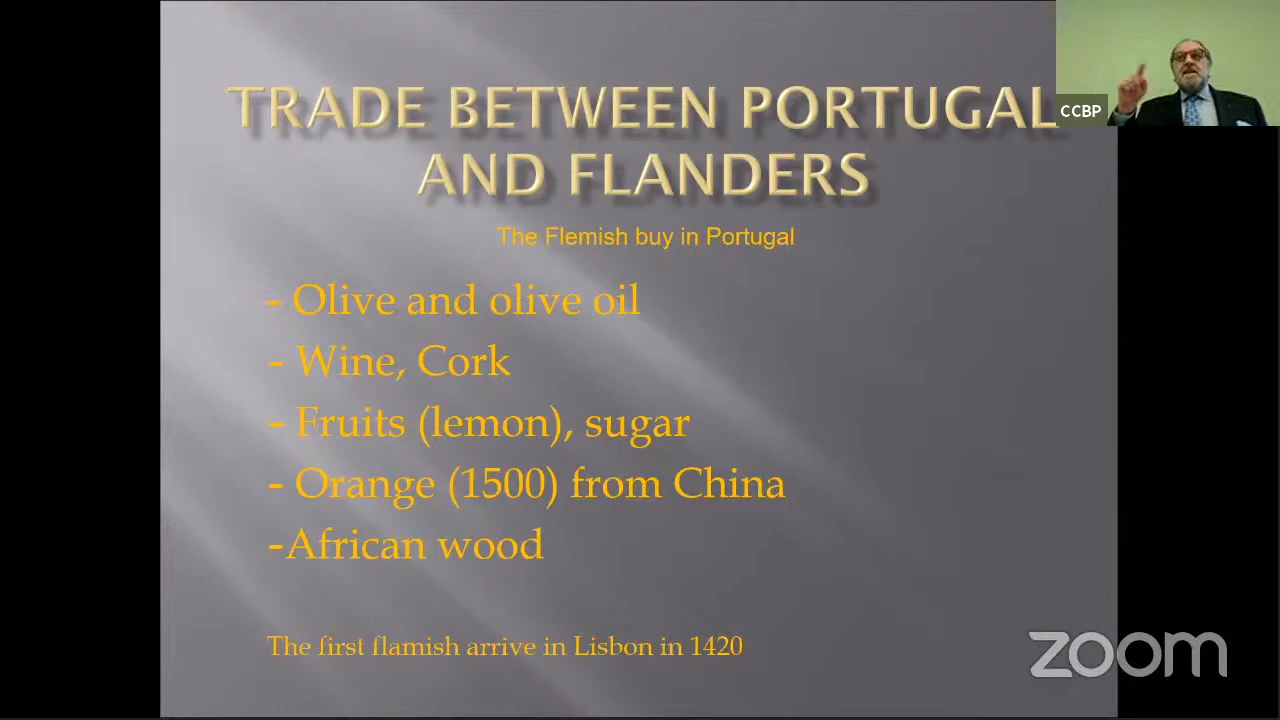 TRADE BETWEEN PORTUGAL
AND FLANDERS
CCBP
The Flemish buy in Portugal
- Olive and olive oil
- Wine, Cork
- Fruits (lemon), sugar
- Orange (1500) from China
-African wood
The first flamish arrive in Lisbon in 1420
zoom